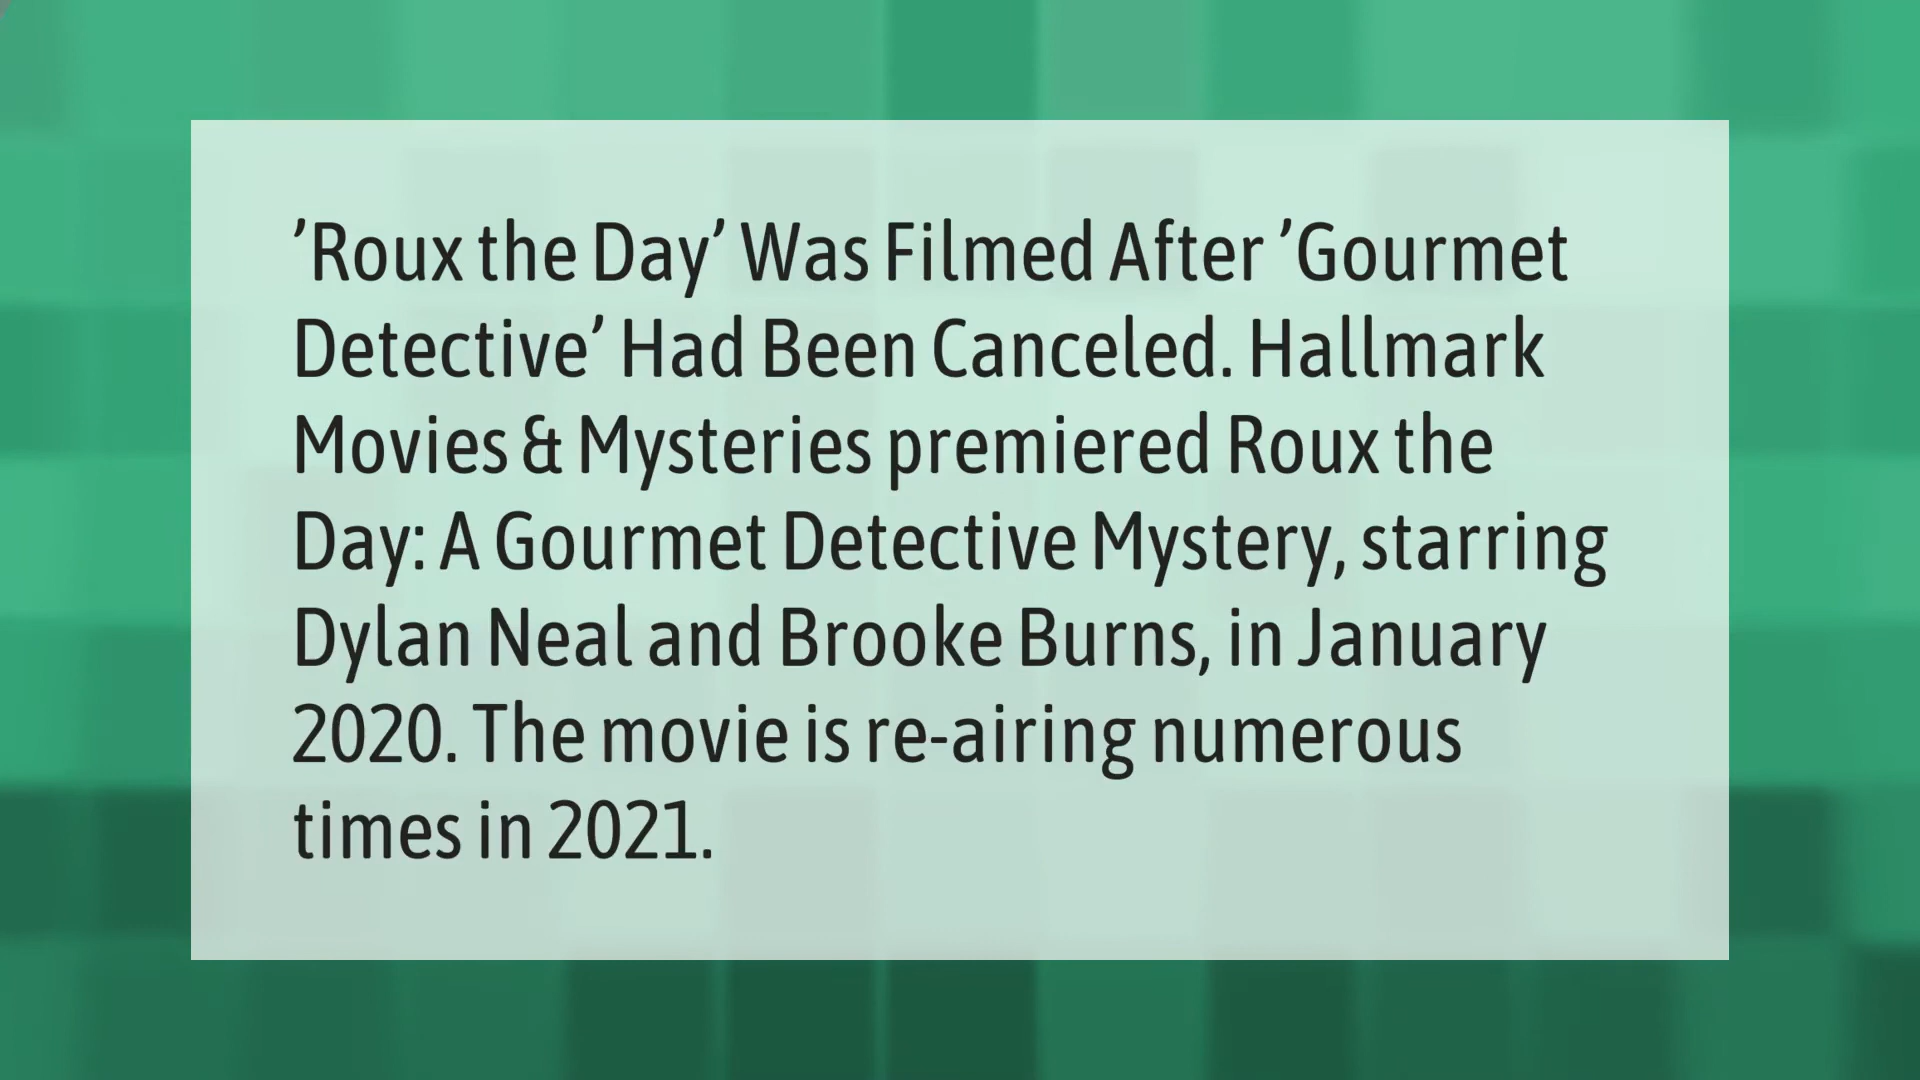 ’Roux the Day’ Was Filmed After ’Gourmet
Detective’ Had Been Canceled. Hallmark
Movies & Mysteries premiered Roux the
Day: A Gourmet Detective Mystery, starring
Dylan Neal and Brooke Burns, in January
2020. The movie is re-airing numerous
times in 2021.